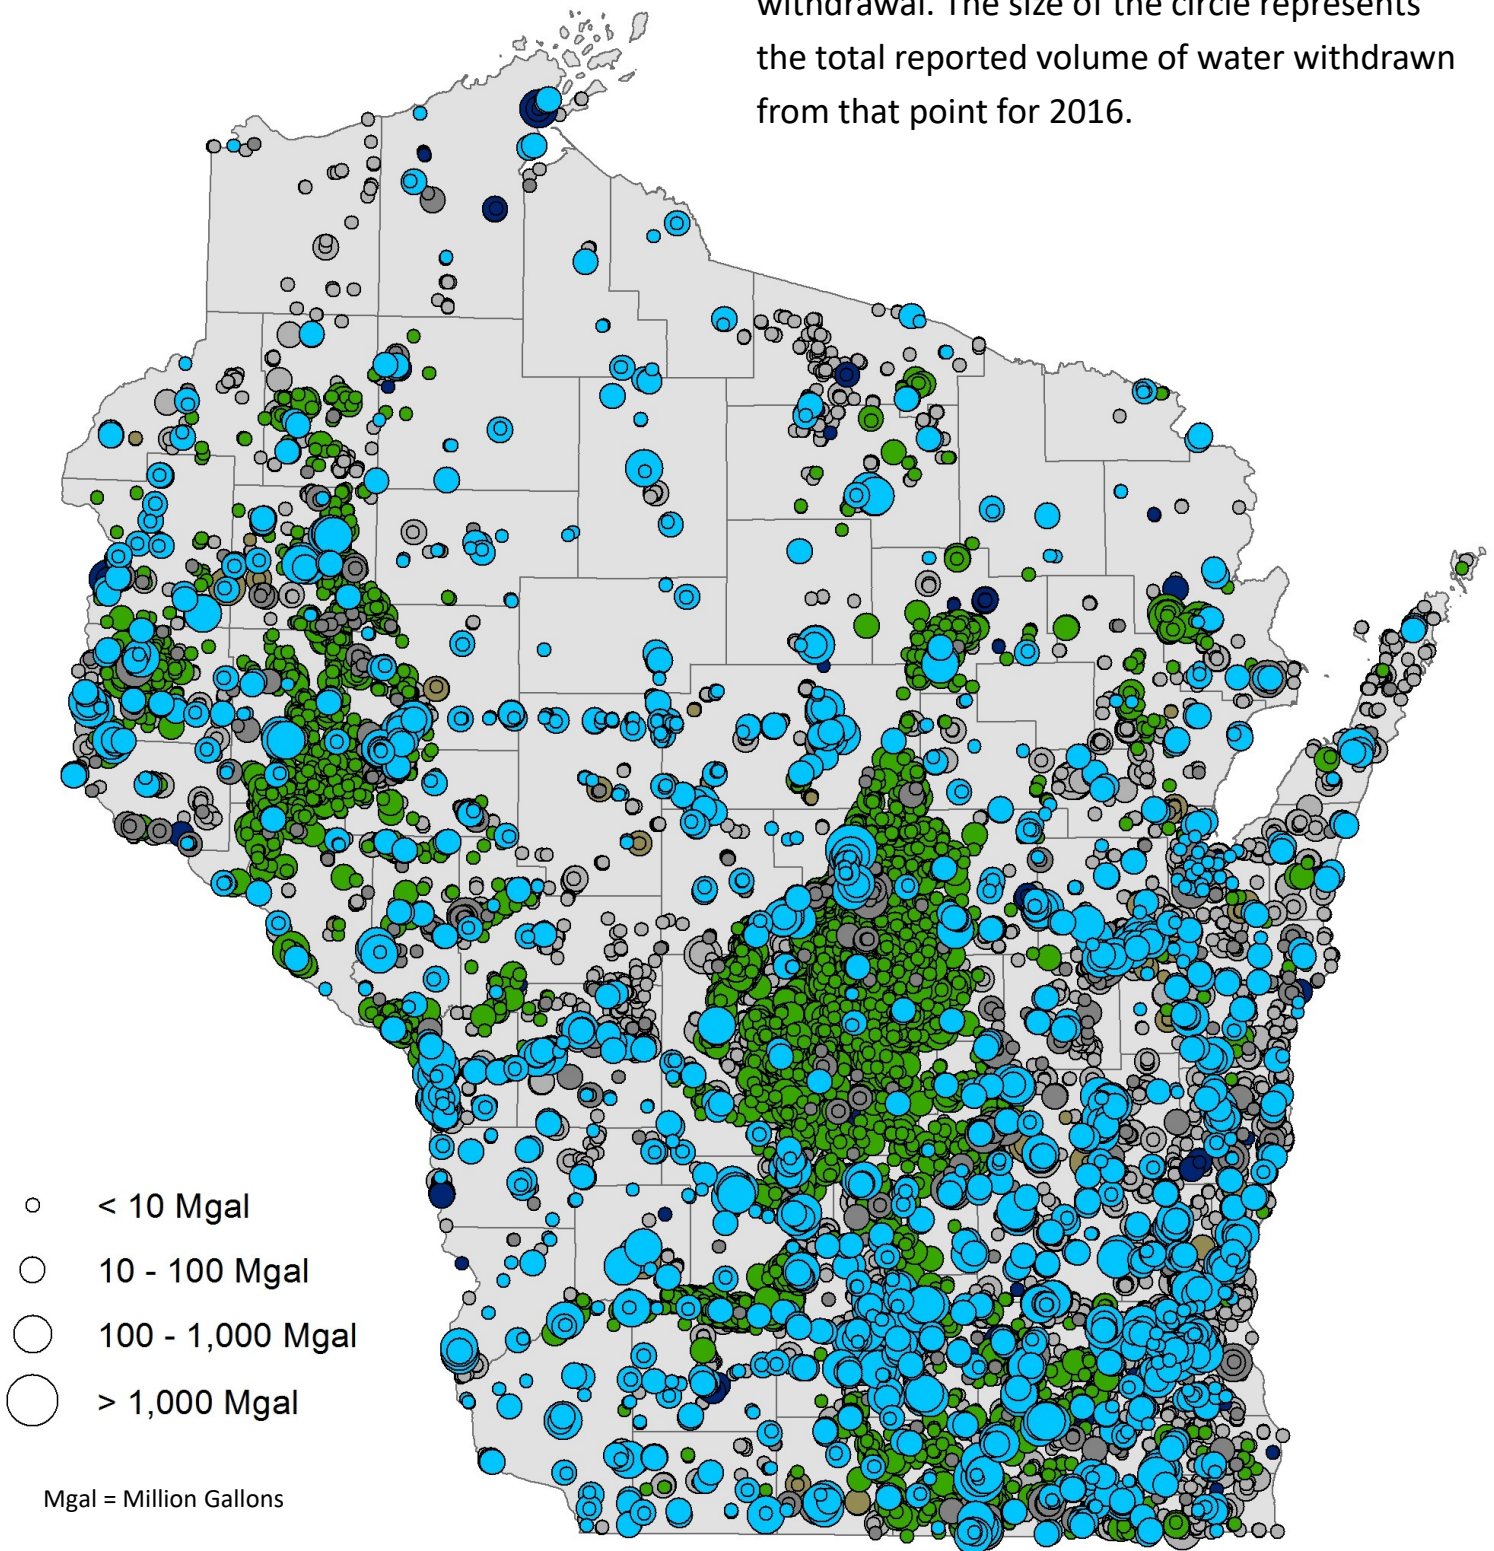 withdrawal. The size of the circle represents
the total reported volume of water withdrawn
from that point for 2016.
< 10 Mgal
10 - 100 Mgal
100 - 1,000 Mgal
> 1,000 Mgal
Mgal = Million Gallons